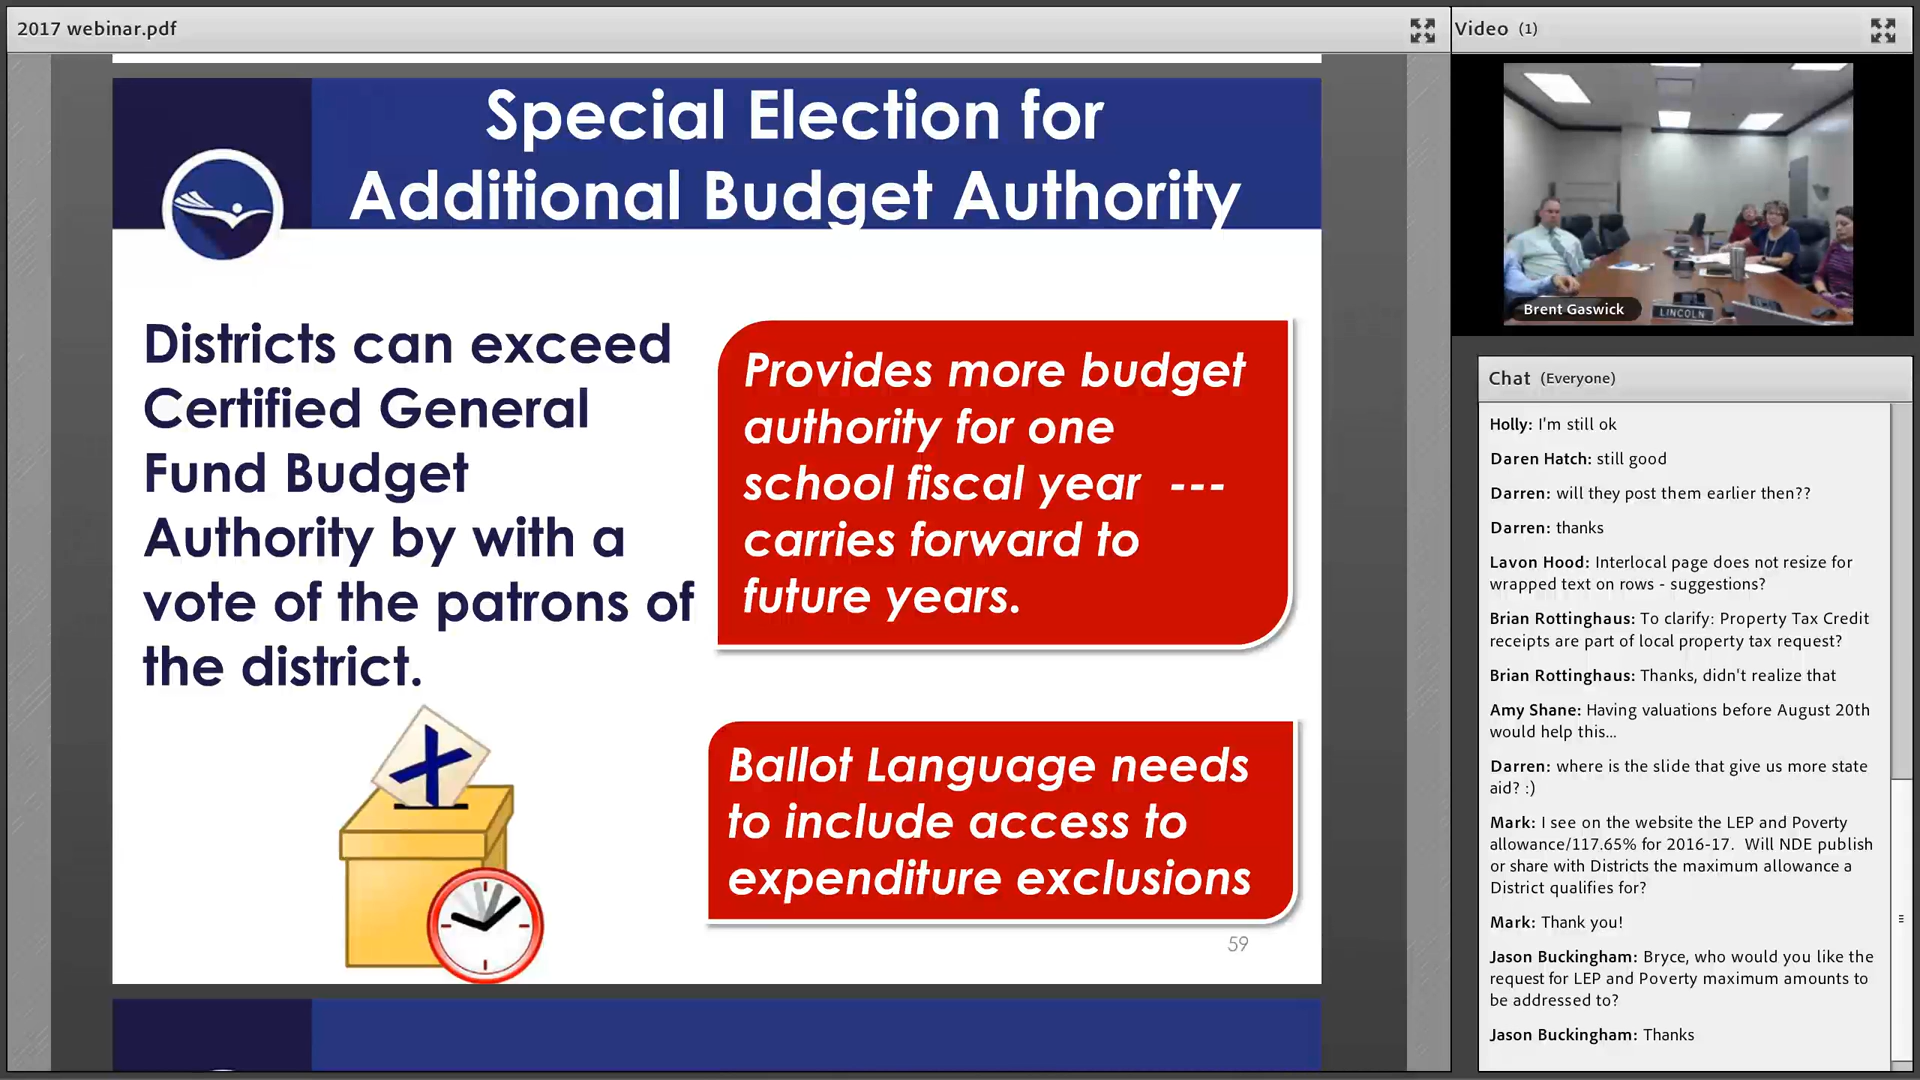 2017 webinar.pdf
Special Election for
Additional Budget Authority
Districts can exceed
Certified General
Fund Budget
Authority by with a
vote of the patrons of
the district.
Provides more budget
authority for one
school fiscal year ---
carries forward to
future years.
Ballot Language needs
to include access to
expenditure exclusions
59
Video (1)
Brent Gaswick
LINCOLN
Chat (Everyone)
Holly: I'm still ok
Daren Hatch: still good
Darren: will they post them earlier then??
Darren: thanks
Lavon Hood: Interlocal page does not resize for
wrapped text on rows - suggestions?
Brian Rottinghaus: To clarify: Property Tax Credit
receipts are part of local property tax request?
Brian Rottinghaus: Thanks, didn't realize that
Amy Shane: Having valuations before August 20th
would help this...
Darren: where is the slide that give us more state
aid? :)
Mark: I see on the website the LEP and Poverty
allowance/117.65% for 2016-17. Will NDE publish
or share with Districts the maximum allowance a
District qualifies for?
Mark: Thank you!
Jason Buckingham: Bryce, who would you like the
request for LEP and Poverty maximum amounts to
be addressed to?
Jason Buckingham: Thanks